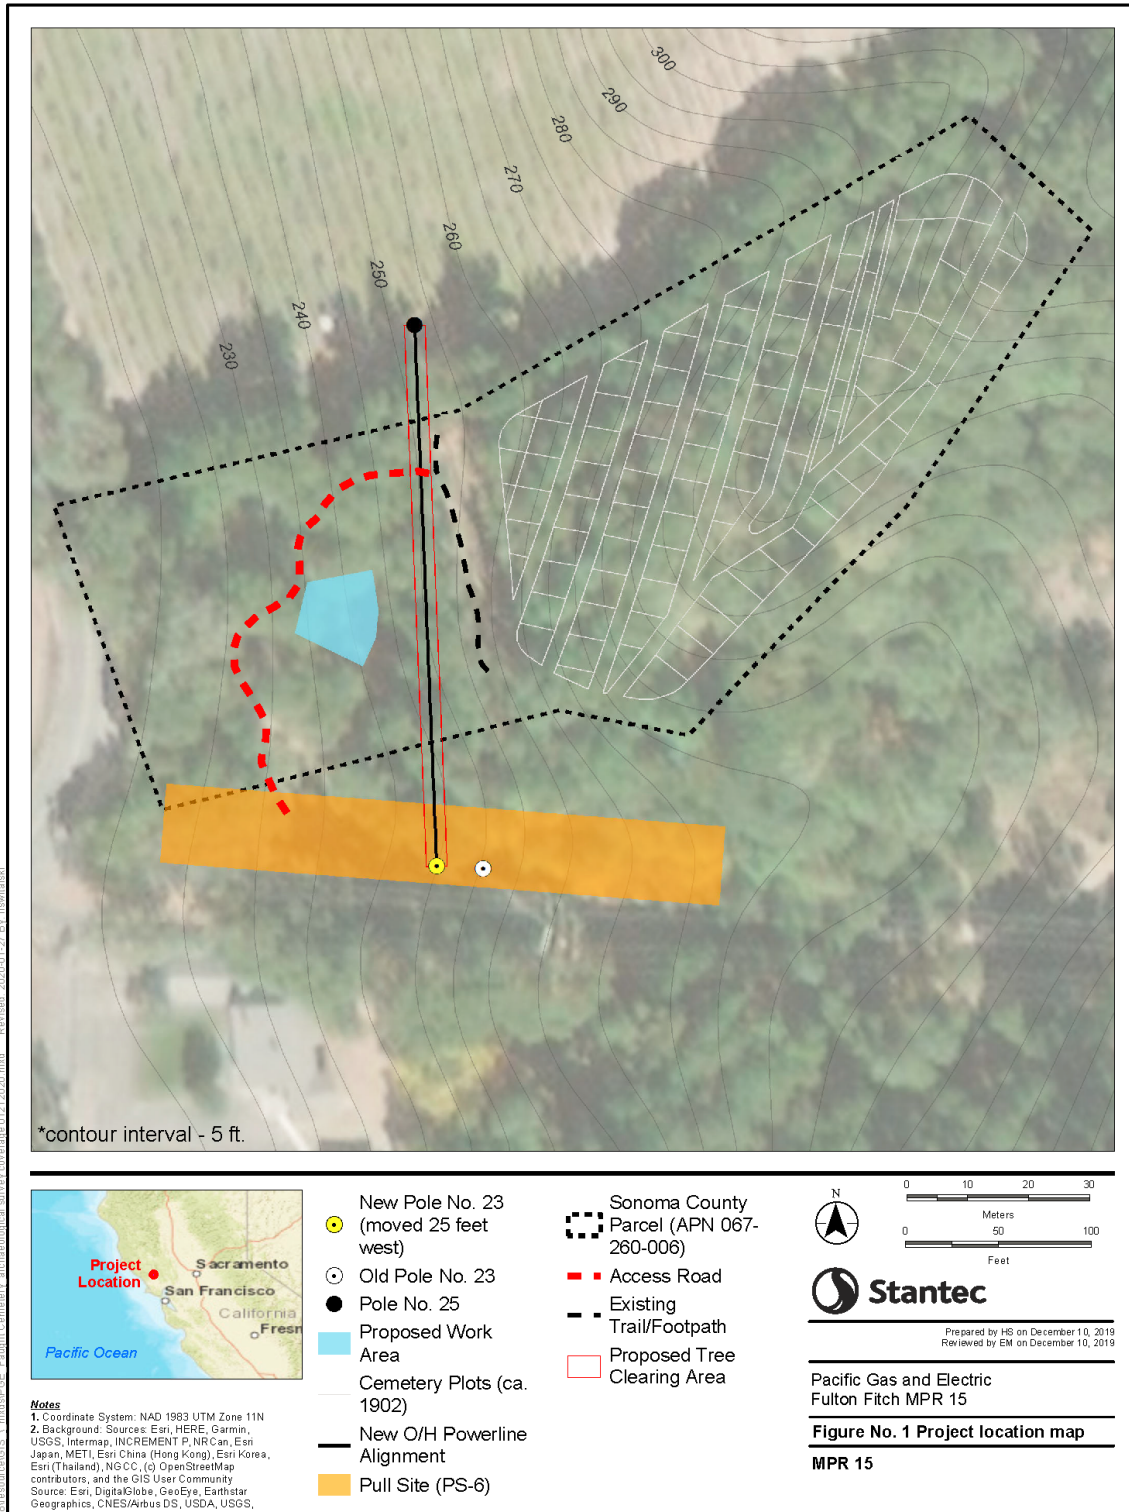 300
290
280
270
260
250
240
230
*contour interval - 5 ft.
Project
Location
Sacramento
San Francisco
California
Fresn
Pacific Ocean
Notes
1. Coordinate System: NAD 1983 UTM Zone 11N
2. Background: Sources: Esri, HERE, Garmin,
USGS, Intermap, INCREMENT P, NRCan, Esri
Japan, METI, Esri China (Hong Kong), Esri Korea,
Esri (Thailand), NGCC, (c) OpenStreetMap
contributors, and the GIS User Community
Source: Esri, DigitalGlobe, GeoEye, Earthstar
Geographics, CNES/Airbus DS, USDA, USGS,
New Pole No. 23
(moved 25 feet
west)
Old Pole No. 23
Pole No. 25
Proposed Work
Area
Cemetery Plots (ca.
1902)
New O/H Powerline
Alignment
Pull Site (PS-6)
Sonoma County
Parcel (APN 067-
260-006)
Access Road
Existing
Trail/Footpath
Proposed Tree
Clearing Area
N
0 10 20 30
Meters
0 50 100
Feet
Stantec
Prepared by HS on December 10, 2019
Reviewed by EM on December 10, 2019
Pacific Gas and Electric
Fulton Fitch MPR 15
Figure No. 1 Project location map
MPR 15